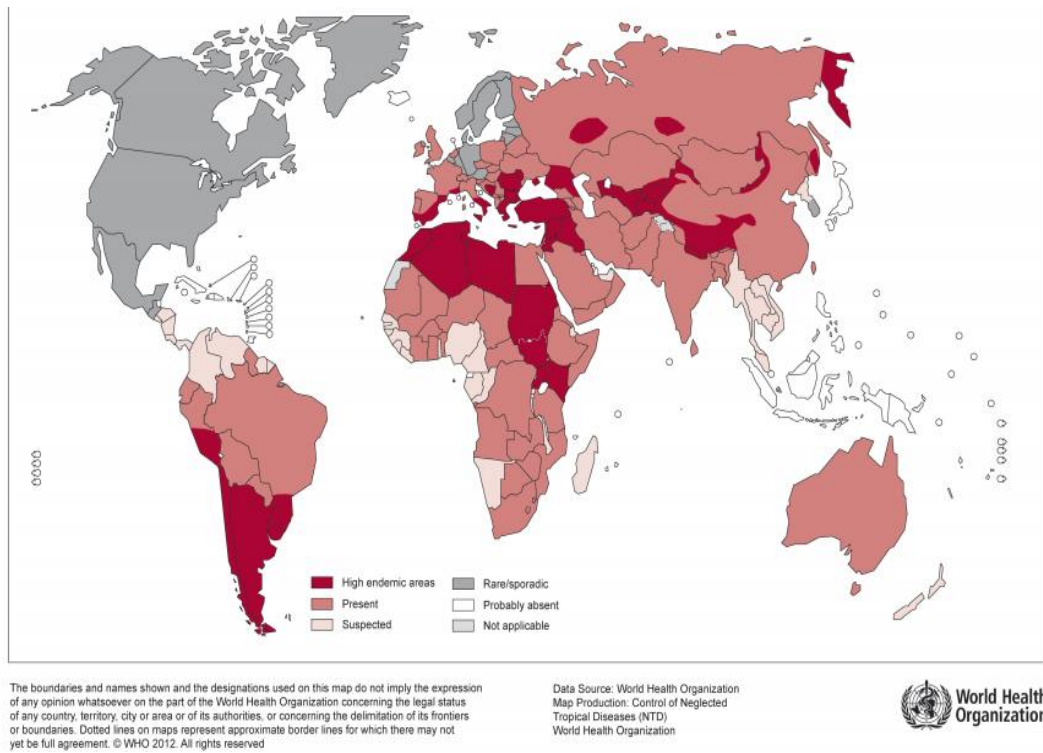 High endemic areas
Present
Suspected
Rare/sporadic
Probably absent
Not applicable
The boundaries and names shown and the designations used on this map do not imply the expression
of any opinion whatsoever on the part of the World Health Organization concerning the legal status
of any country, territory, city or area or of its authorities, or concerning the delimitation of its frontiers
or boundaries. Dotted lines on maps represent approximate border lines for which there may not
yet be full agreement. © WHO 2012. All rights reserved
Data Source: World Health Organization
Map Production: Control of Neglected
Tropical Diseases (NTD)
World Health Organization
World Health
Organization